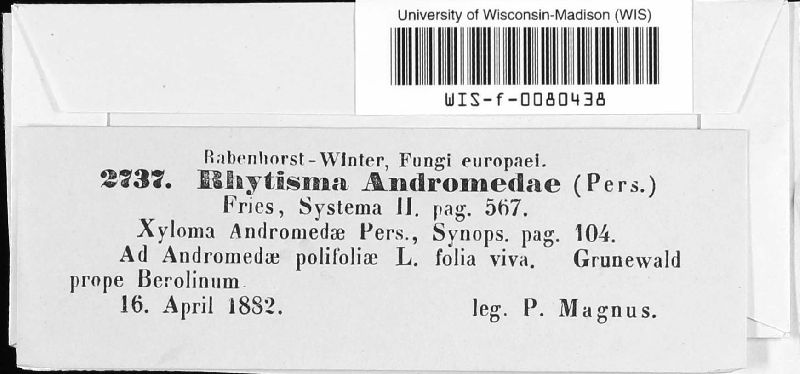 University of Wisconsin-Madison (WIS)
WIS-f-0080438
Rabenhorst-Winter, Fungi europaei.
2737. Rhytisma Andromedae (Pers.)
Fries, Systema II. pag. 567.
Xyloma Andromedæ Pers., Synops. pag. 104.
Ad Andromedæ polifoliæ L. folia viva. Grunewald
prope Berolinum
16. April 1882. leg. P. Magnus.